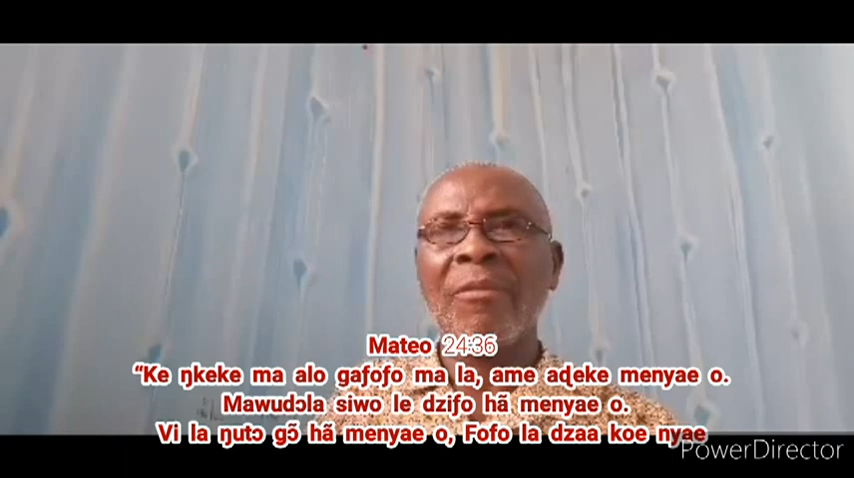 Mateo 24:36
“Ke ŋkeke ma alo gaƒoƒo ma la, ame aɖeke menyae o.
Mawudɔla siwo le dziƒo hã menyae o.
Vi la ŋutɔ gɔ̃ hã menyae o, Fofo la dzaa koe nyae
PowerDirector